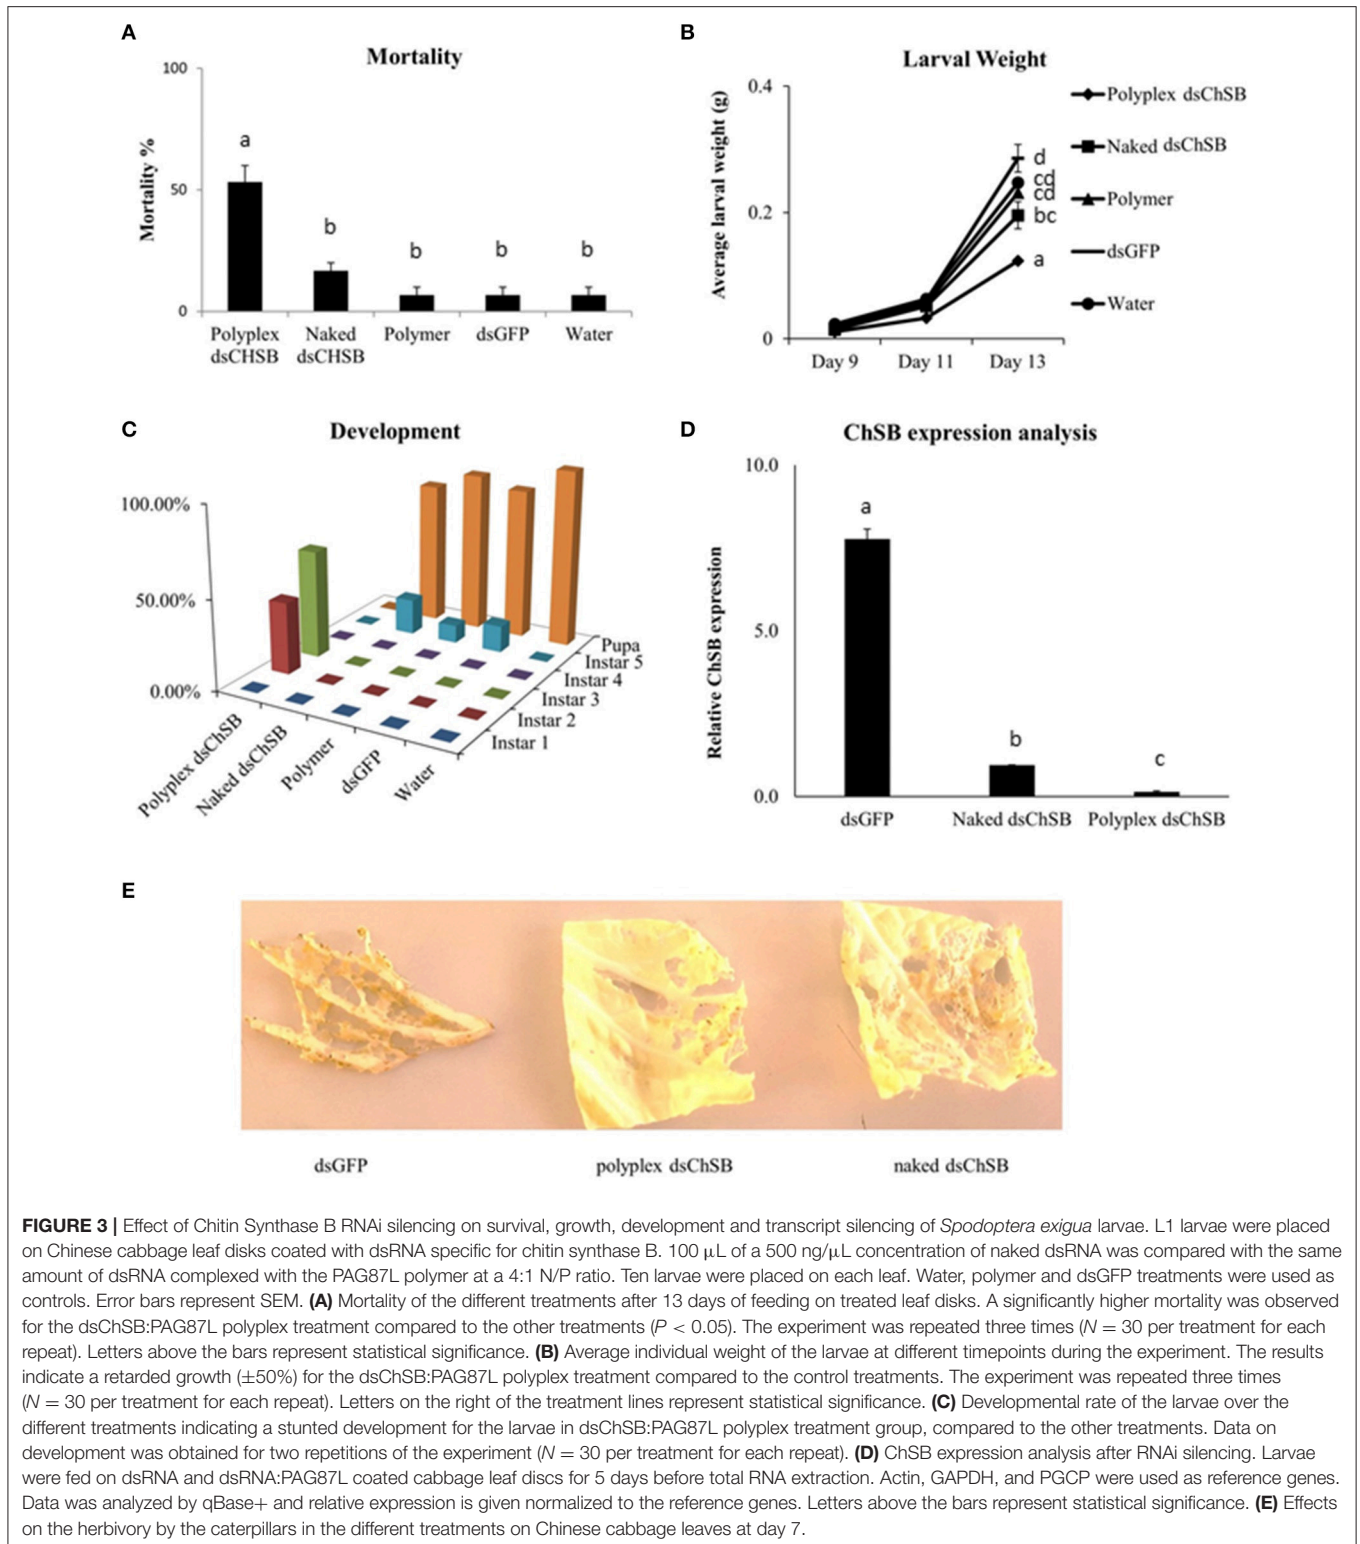 A
Mortality
Mortality %
100
50
0
a
b
b
b
b
Polyplex dsCHSB
Naked dsCHSB
Polymer
dsGFP
Water
B
Larval Weight
Average larval weight (g)
0.4
0.2
0
d
cd
cd
bc
a
Day 9
Day 11
Day 13
Polyplex dsChSB
Naked dsChSB
Polymer
dsGFP
Water
C
Development
100.00%
50.00%
0.00%
Polyplex dsChSB
Naked dsChSB
Polymer
dsGFP
Water
Pupa
Instar 5
Instar 4
Instar 3
Instar 2
Instar 1
D
ChSB expression analysis
Relative ChSB expression
10.0
5.0
0.0
a
b
c
dsGFP
Naked dsChSB
Polyplex dsChSB
E
dsGFP
polyplex dsChSB
naked dsChSB
FIGURE 3 | Effect of Chitin Synthase B RNAi silencing on survival, growth, development and transcript silencing of Spodoptera exigua larvae. L1 larvae were placed
on Chinese cabbage leaf disks coated with dsRNA specific for chitin synthase B. 100 μL of a 500 ng/μL concentration of naked dsRNA was compared with the same
amount of dsRNA complexed with the PAG87L polymer at a 4:1 N/P ratio. Ten larvae were placed on each leaf. Water, polymer and dsGFP treatments were used as
controls. Error bars represent SEM. (A) Mortality of the different treatments after 13 days of feeding on treated leaf disks. A significantly higher mortality was observed
for the dsChSB:PAG87L polyplex treatment compared to the other treatments (P < 0.05). The experiment was repeated three times (N = 30 per treatment for each
repeat). Letters above the bars represent statistical significance. (B) Average individual weight of the larvae at different timepoints during the experiment. The results
indicate a retarded growth (±50%) for the dsChSB:PAG87L polyplex treatment compared to the control treatments. The experiment was repeated three times
(N = 30 per treatment for each repeat). Letters on the right of the treatment lines represent statistical significance. (C) Developmental rate of the larvae over the
different treatments indicating a stunted development for the larvae in dsChSB:PAG87L polyplex treatment group, compared to the other treatments. Data on
development was obtained for two repetitions of the experiment (N = 30 per treatment for each repeat). (D) ChSB expression analysis after RNAi silencing. Larvae
were fed on dsRNA and dsRNA:PAG87L coated cabbage leaf discs for 5 days before total RNA extraction. Actin, GAPDH, and PGCP were used as reference genes.
Data was analyzed by qBase+ and relative expression is given normalized to the reference genes. Letters above the bars represent statistical significance. (E) Effects
on the herbivory by the caterpillars in the different treatments on Chinese cabbage leaves at day 7.